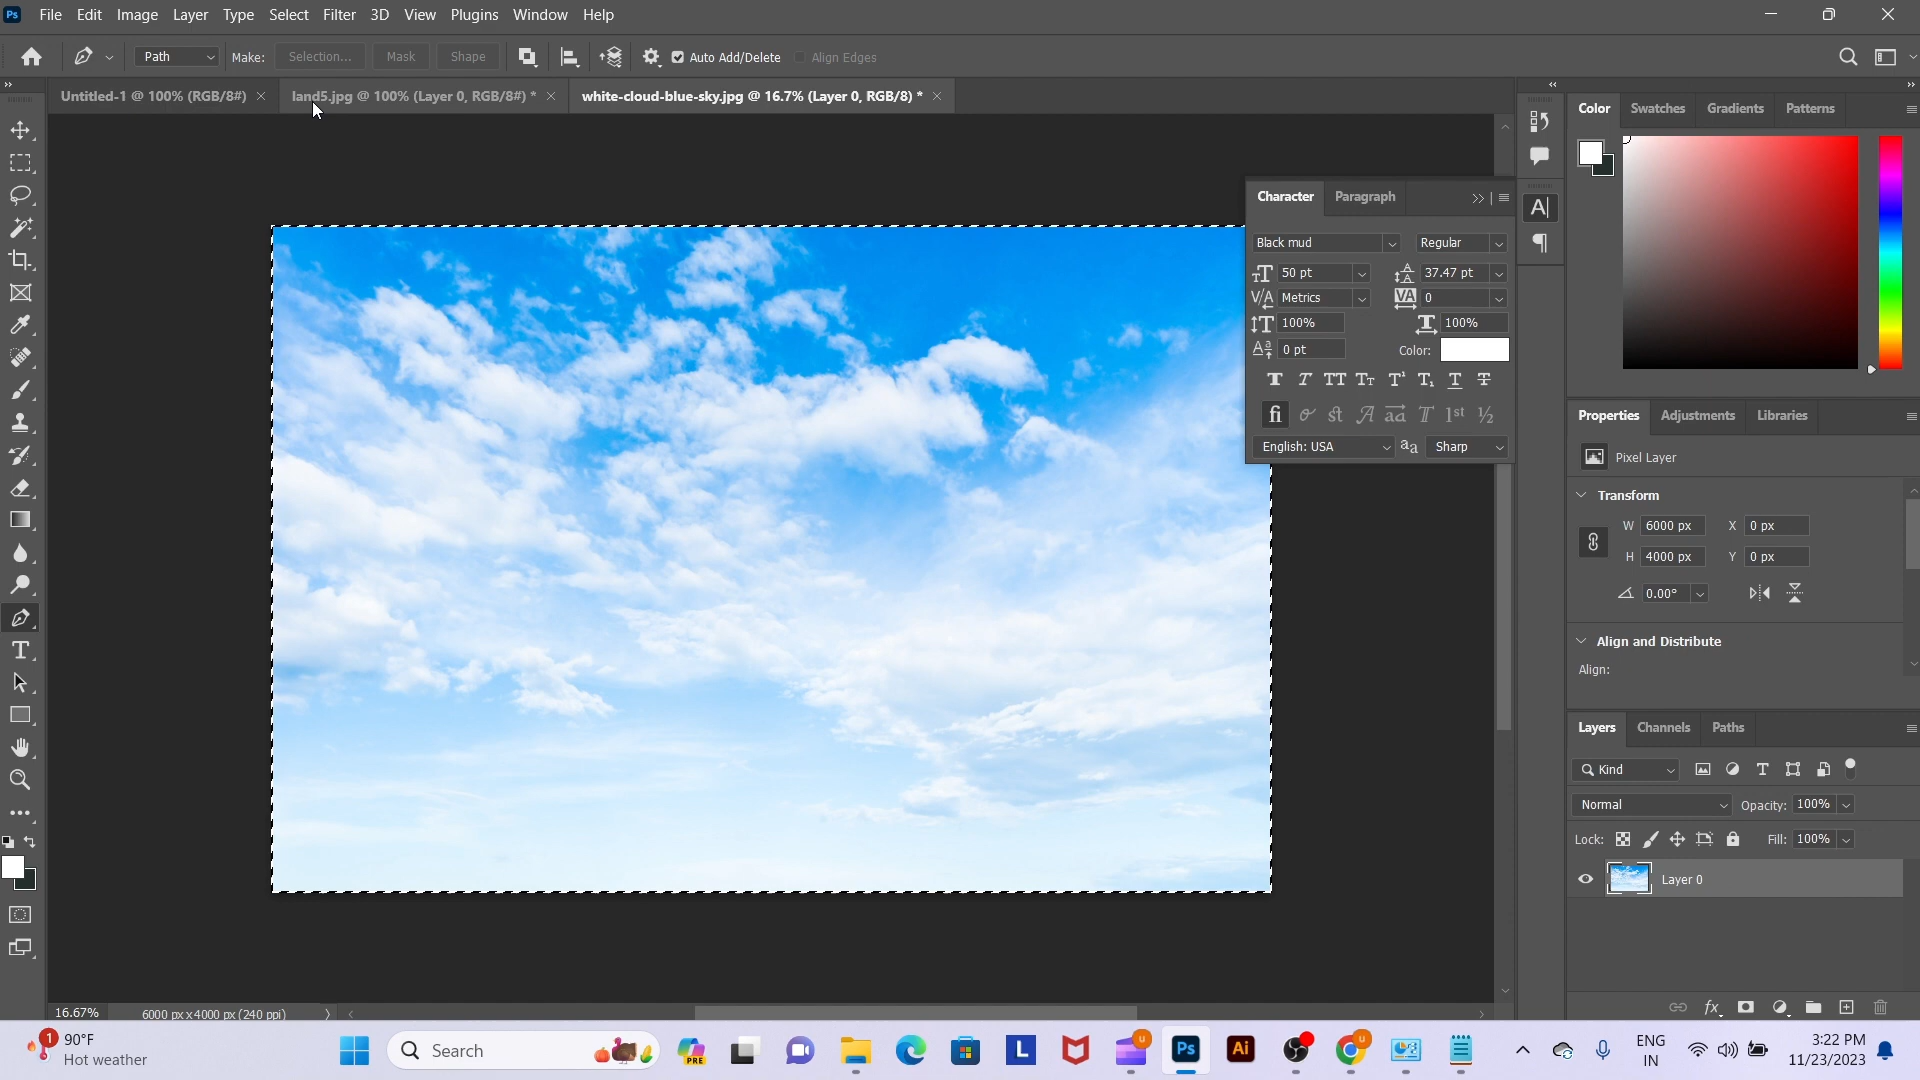 Ps File Edit Image Layer Type Select Filter 3D View Plugins Window Help
Path Make: Selection... Mask Shape Auto Add/Delete Align Edges
Untitled-1 @ 100% (RGB/8#) × land5.jpg @ 100% (Layer 0, RGB/8#) * × white-cloud-blue-sky.jpg @ 16.7% (Layer 0, RGB/8) * ×
Color Swatches Gradients Patterns
Character Paragraph
Black mud Regular
50 pt 37.47 pt
Metrics 0
100% 100%
0 pt Color:
English: USA Sharp
Properties Adjustments Libraries
Pixel Layer
Transform
W 6000 px X 0 px
H 4000 px Y 0 px
0.00°
Align and Distribute
Align:
Layers Channels Paths
Kind
Normal Opacity: 100%
Lock: Fill: 100%
Layer 0
16.67% 6000 px x 4000 px (240 ppi)
1 90°F
Hot weather
Search
PRE
L
Ps
Ai
ENG
IN
3:22 PM
11/23/2023